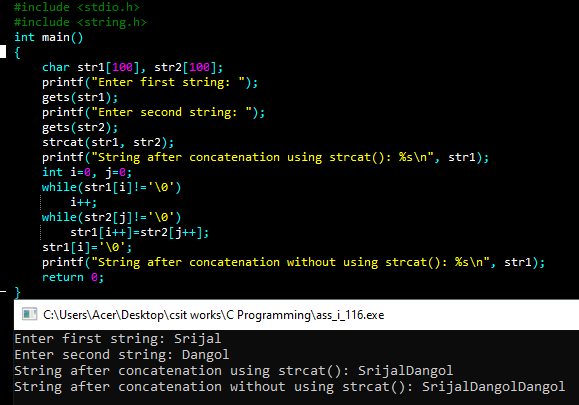 #include <stdio.h>
#include <string.h>
int main()
{
char str1[100], str2[100];
printf("Enter first string: ");
gets(str1);
printf("Enter second string: ");
gets(str2);
strcat(str1, str2);
printf("String after concatenation using strcat(): %s\n", str1);
int i=0, j=0;
while(str1[i]!='\0')
i++;
while(str2[j]!='\0')
str1[i++]=str2[j++];
str1[i]='\0';
printf("String after concatenation without using strcat(): %s\n", str1);
return 0;
}
C:\Users\Acer\Desktop\csit works\C Programming\ass_i_116.exe
Enter first string: Srijal
Enter second string: Dangol
String after concatenation using strcat(): SrijalDangol
String after concatenation without using strcat(): SrijalDangolDangol